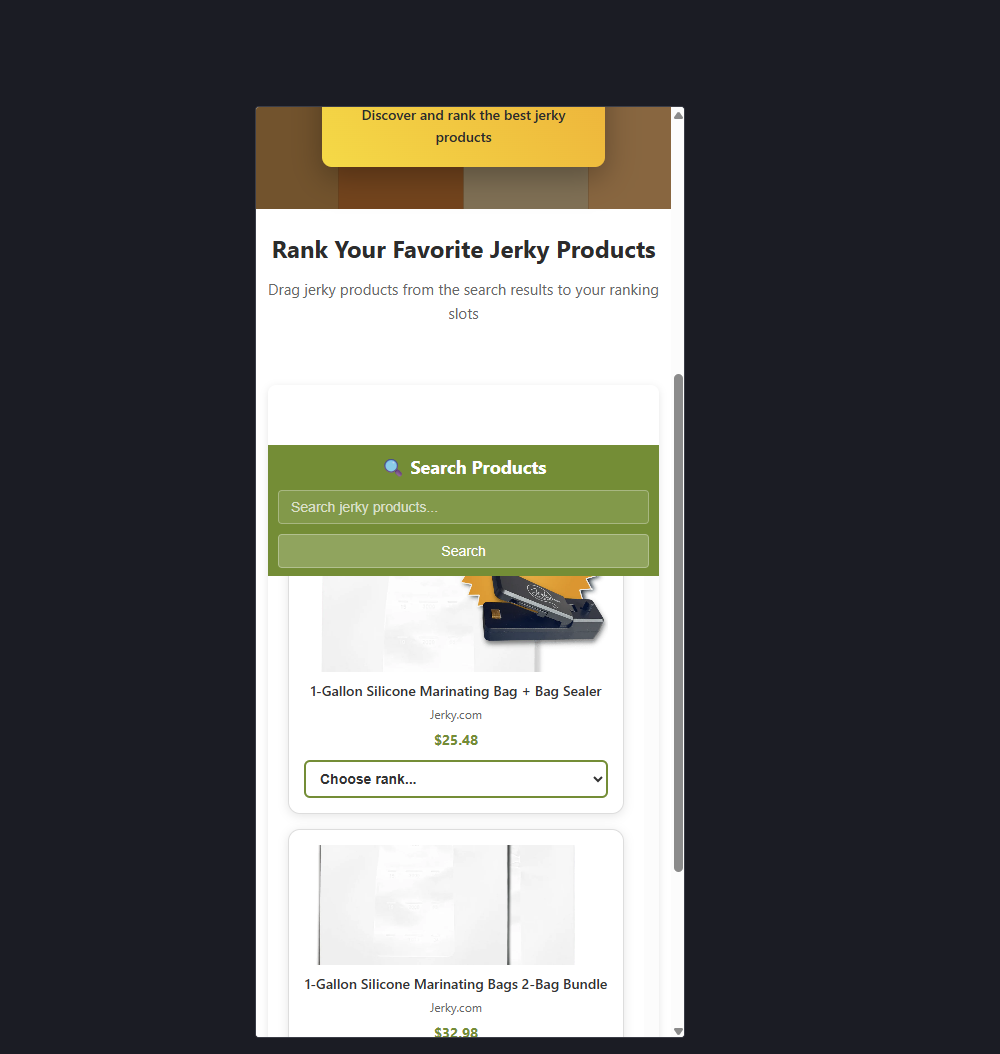 Discover and rank the best jerky
products
Rank Your Favorite Jerky Products
Drag jerky products from the search results to your ranking
slots
🔍 Search Products
Search jerky products...
Search
1-Gallon Silicone Marinating Bag + Bag Sealer
Jerky.com
$25.48
Choose rank...
1-Gallon Silicone Marinating Bags 2-Bag Bundle
Jerky.com
$32.98